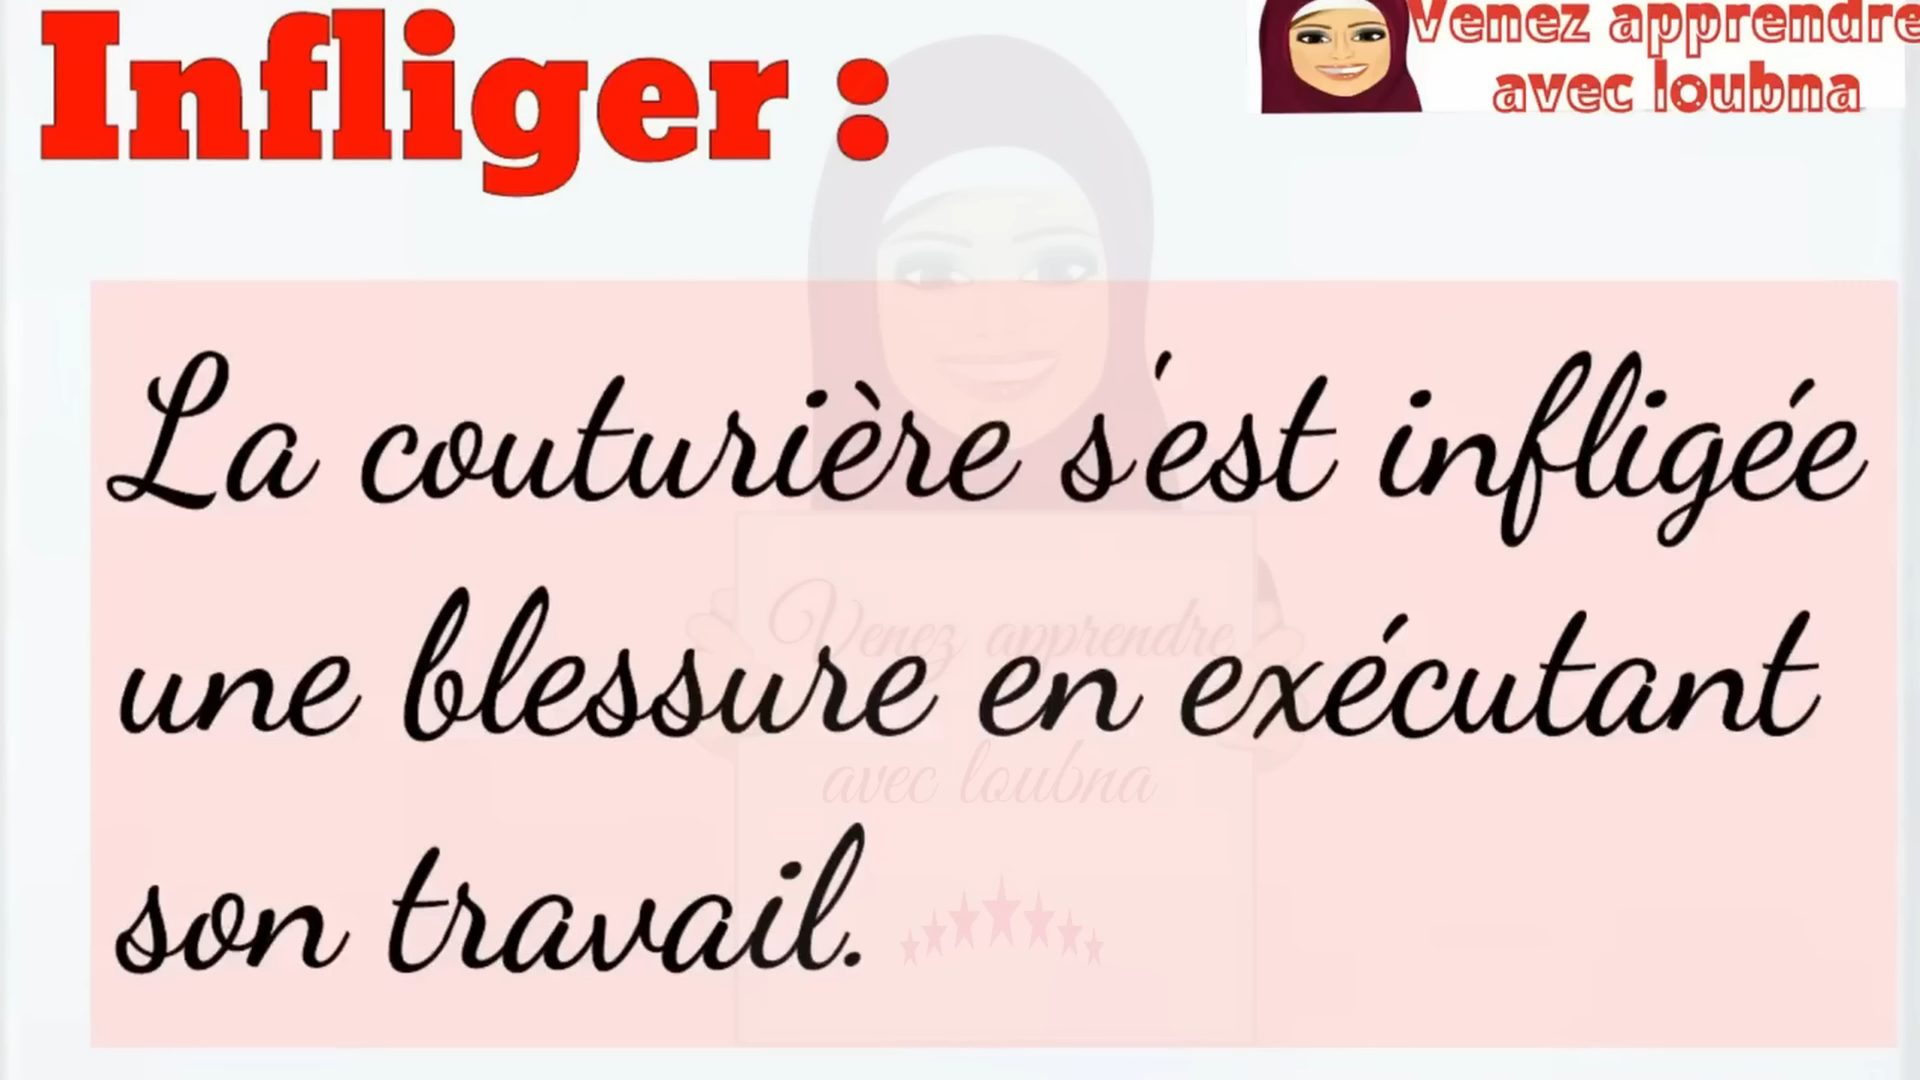 Infliger :
Venez apprendre
avec loubna
La couturière s'est infligée
une blessure en exécutant
son travail.
Venez apprendre
avec loubna